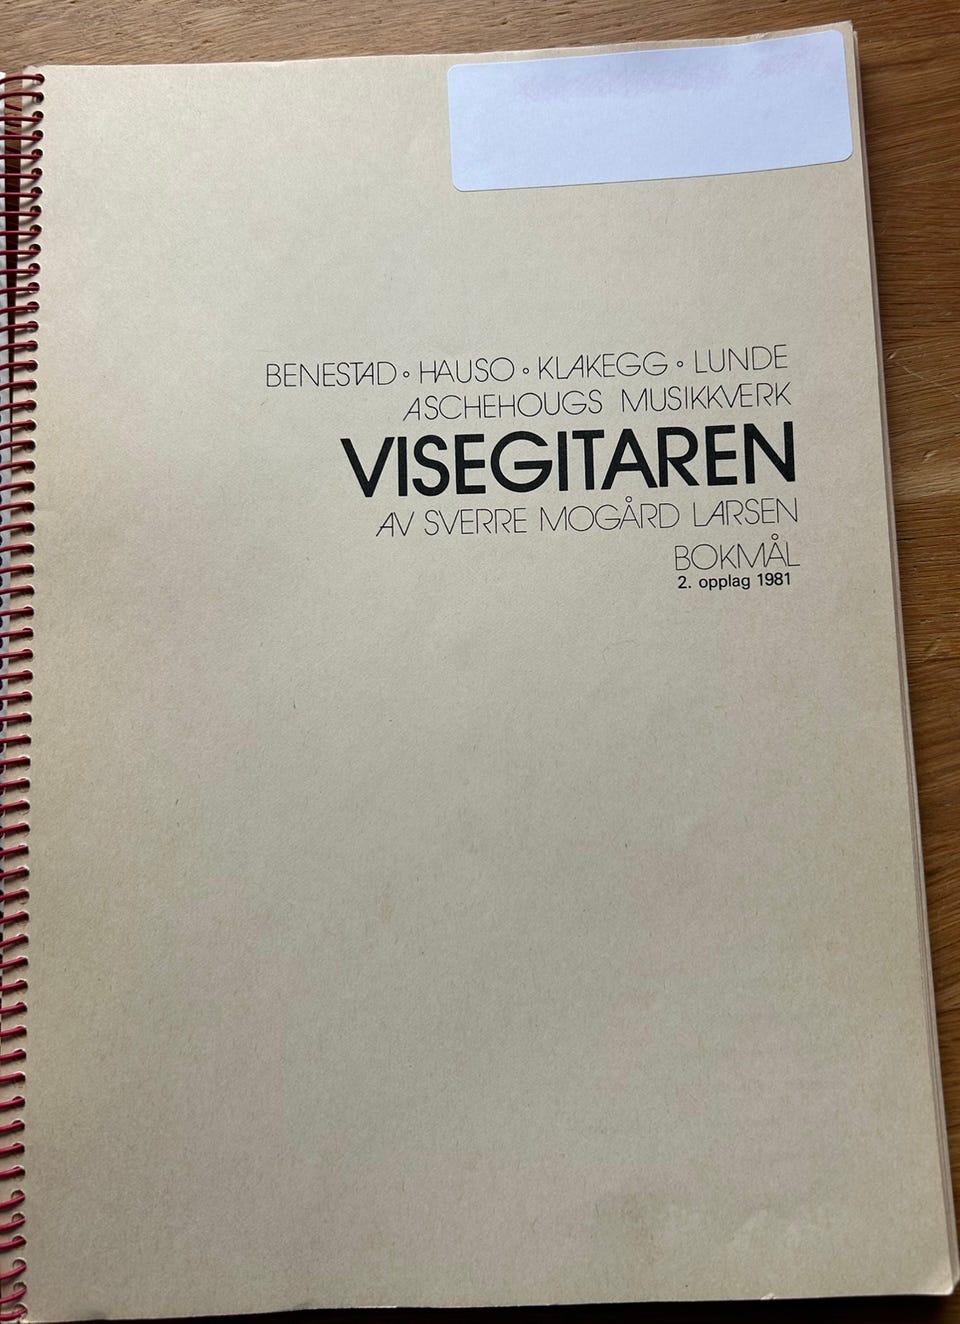 BENESTAD ∘ HAUSO ∘ KLAKEGG ∘ LUNDE
ASCHEHOUGS MUSIKKVERK
VISEGITAREN
AV SVERRE MOGÅRD LARSEN
BOKMÅL
2. opplag 1981